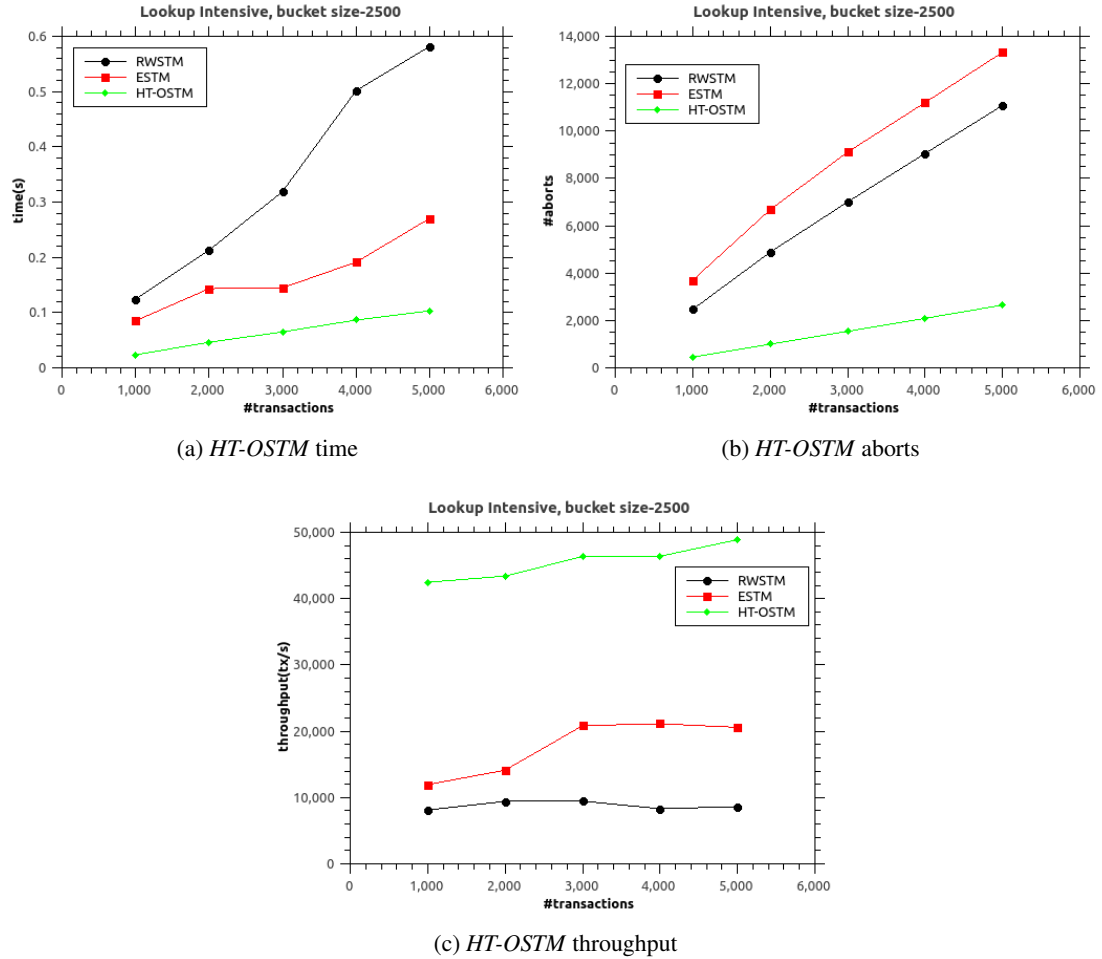 Lookup Intensive, bucket size-2500
0.6
0.5
0.4
0.3
0.2
0.1
0
time(s)
RWSTM
ESTM
HT-OSTM
0
1,000
2,000
3,000
4,000
5,000
6,000
#transactions
(a) HT-OSTM time
Lookup Intensive, bucket size-2500
14,000
12,000
10,000
8,000
6,000
4,000
2,000
0
#aborts
RWSTM
ESTM
HT-OSTM
0
1,000
2,000
3,000
4,000
5,000
6,000
#transactions
(b) HT-OSTM aborts
Lookup Intensive, bucket size-2500
50,000
40,000
30,000
20,000
10,000
0
throughput(tx/s)
RWSTM
ESTM
HT-OSTM
0
1,000
2,000
3,000
4,000
5,000
6,000
#transactions
(c) HT-OSTM throughput